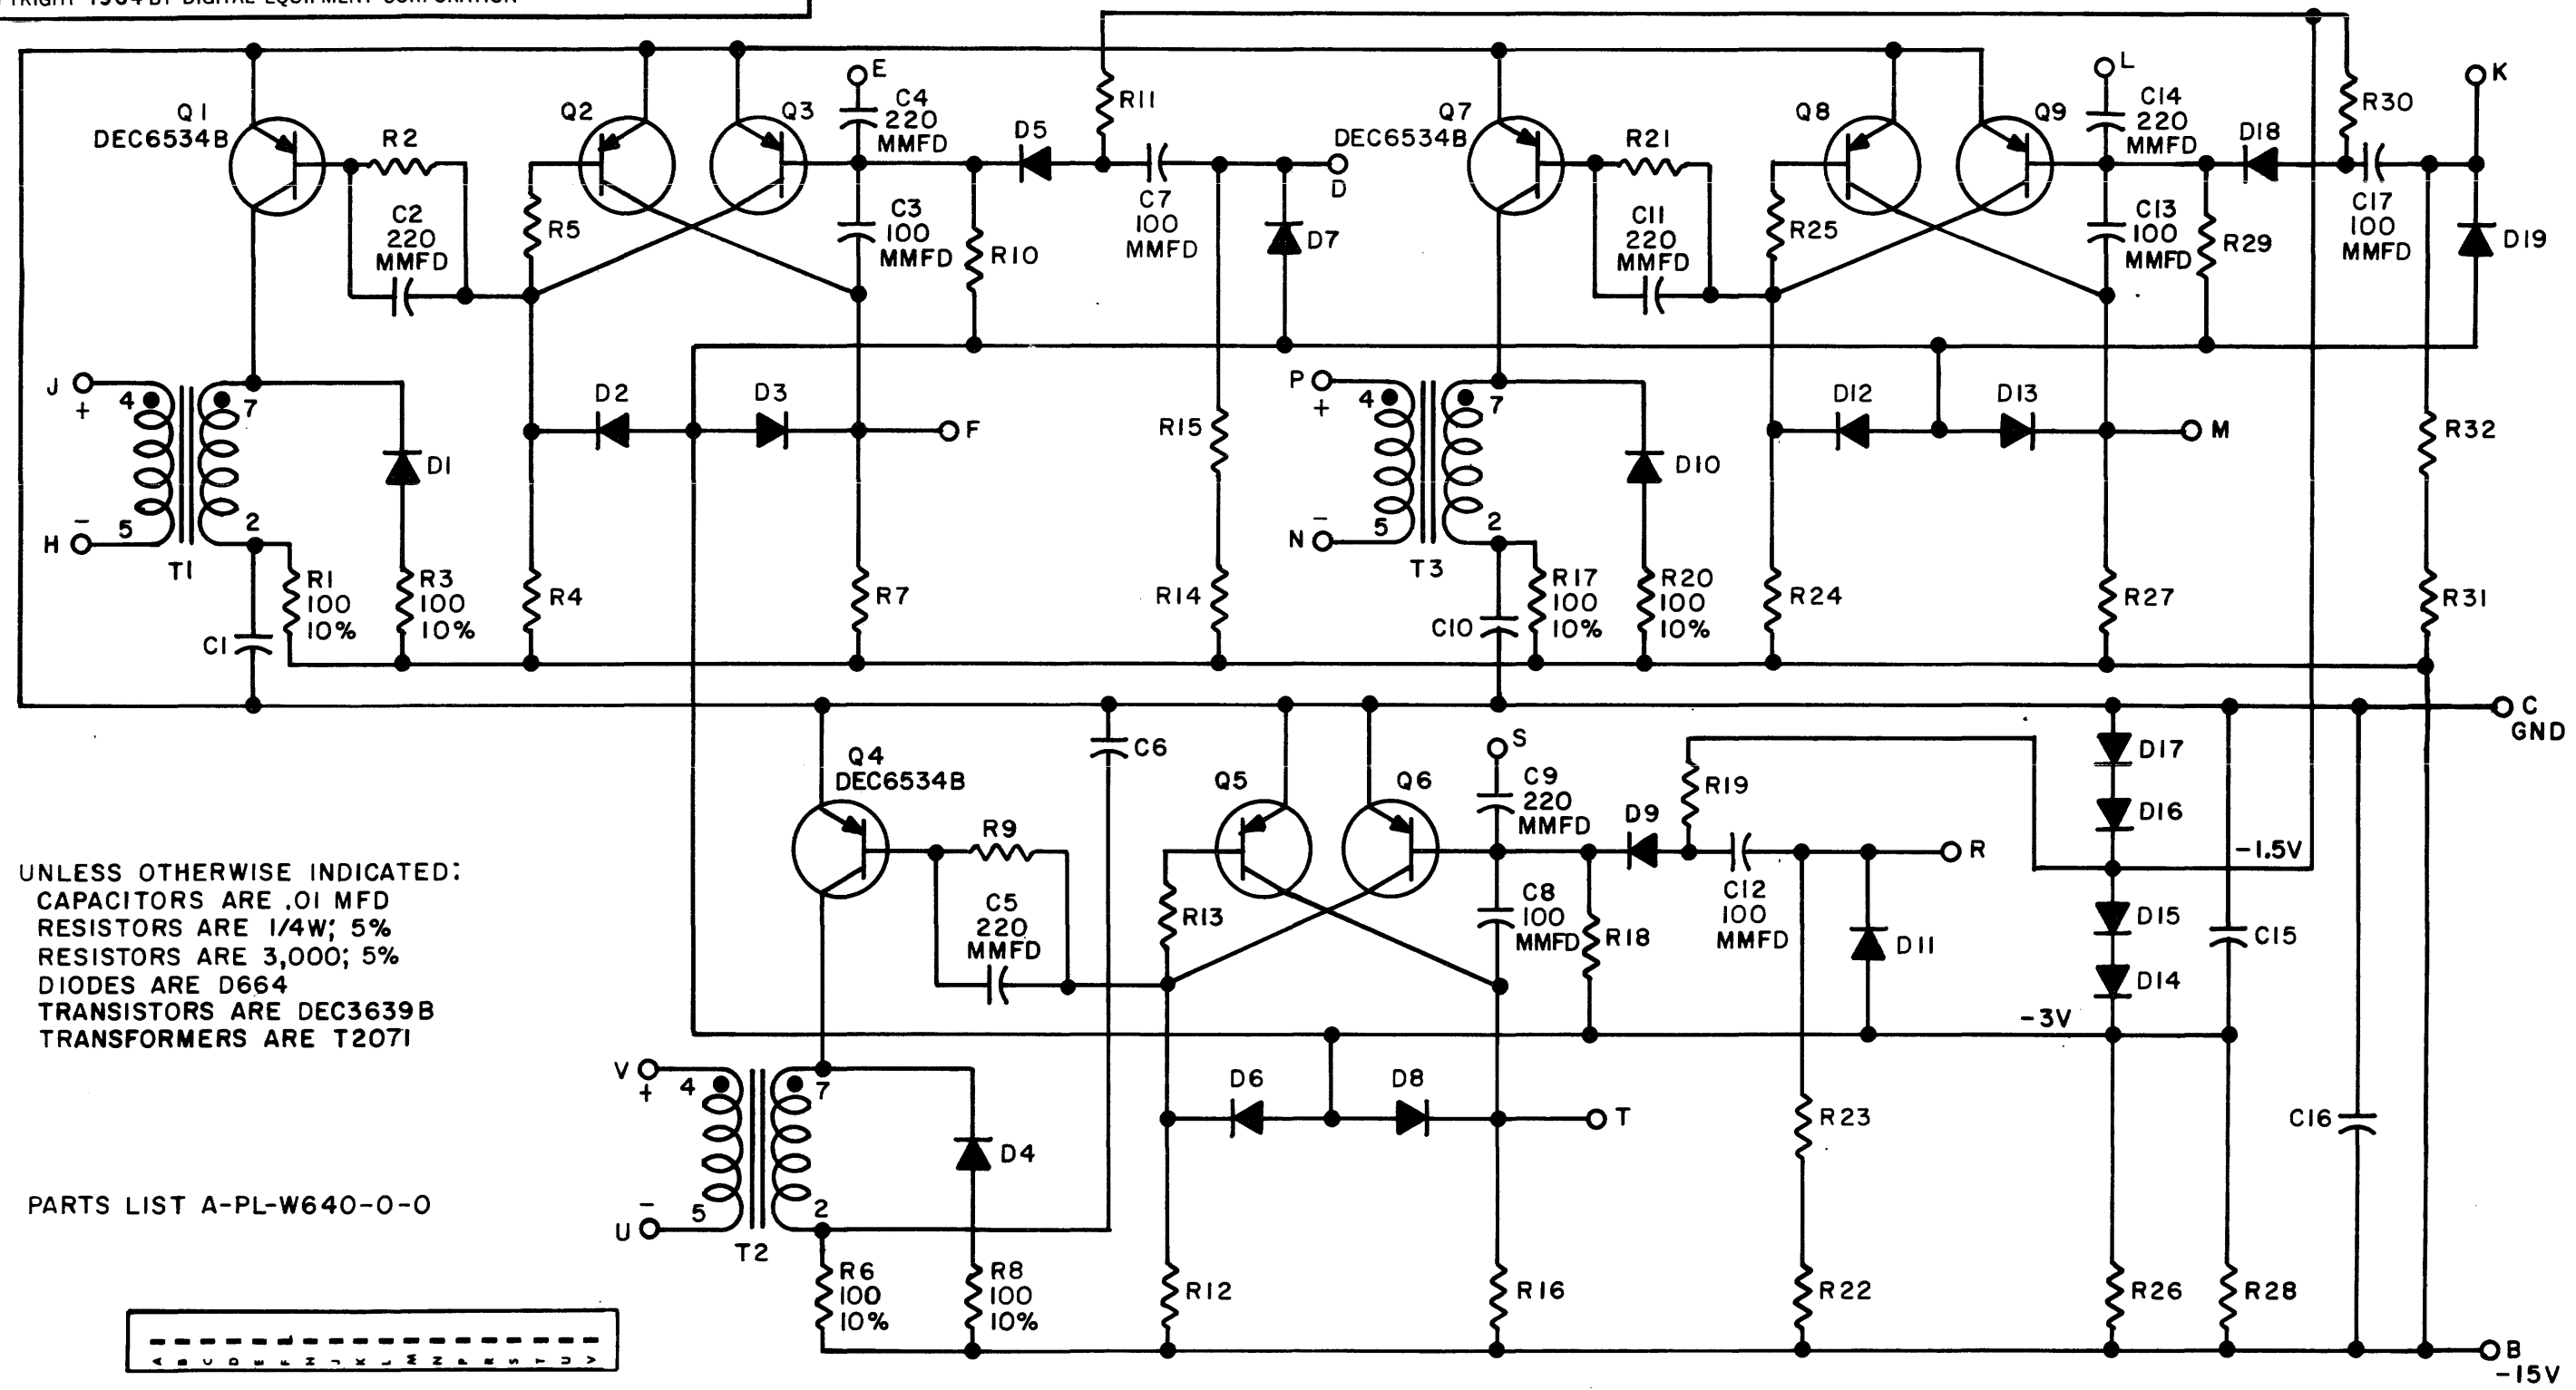 1964 BY DIGITAL EQUIPMENT CORPORATION
Q1
DEC6534B
R2
C2
220
MMFD
Q2
Q3
R5
E
C4
220
MMFD
C3
100
MMFD
D5
R10
R11
C7
100
MMFD
D
D7
Q7
DEC6534B
R21
C11
220
MMFD
Q8
Q9
R25
L
C14
220
MMFD
C13
100
MMFD
D18
R29
R30
C17
100
MMFD
K
D19
J
+
4
7
H
-
5
2
T1
D1
D2
D3
F
R15
P
+
4
7
N
-
5
2
T3
D10
D12
D13
M
R32
C1
R1
100
10%
R3
100
10%
R4
R7
R14
C10
R17
100
10%
R20
100
10%
R24
R27
R31
C
GND
Q4
DEC6534B
R9
C5
220
MMFD
C6
Q5
Q6
R13
S
C9
220
MMFD
C8
100
MMFD
D9
R18
R19
C12
100
MMFD
R
D11
D17
D16
-1.5V
D15
D14
C15
-3V
UNLESS OTHERWISE INDICATED:
CAPACITORS ARE .01 MFD
RESISTORS ARE 1/4W; 5%
RESISTORS ARE 3,000; 5%
DIODES ARE D664
TRANSISTORS ARE DEC3639B
TRANSFORMERS ARE T2071
V
+
4
7
U
-
5
2
T2
D4
D6
D8
T
R23
C16
PARTS LIST A-PL-W640-0-0
R6
100
10%
R8
100
10%
R12
R16
R22
R26
R28
B
-15V
A B C D E F H J K L M N P R S T U V